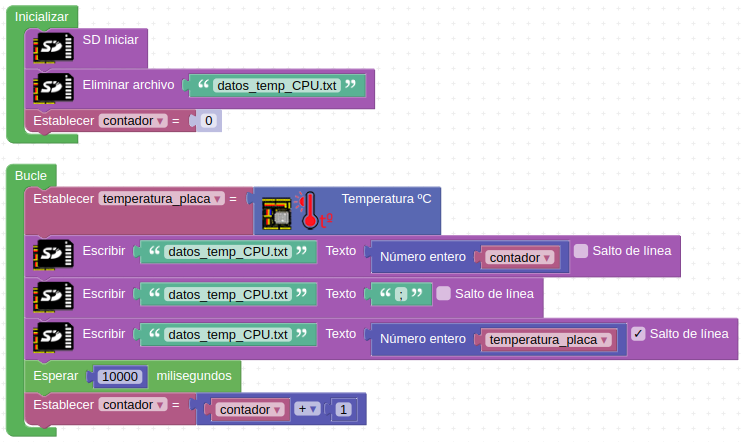 Inicializar
SD Iniciar
Eliminar archivo “ datos_temp_CPU.txt ”
Establecer contador ▾ = 0
Bucle
Establecer temperatura_placa ▾ = Temperatura ºC
Escribir “ datos_temp_CPU.txt ” Texto Número entero contador ▾ Salto de línea
Escribir “ datos_temp_CPU.txt ” Texto “ ; ” Salto de línea
Escribir “ datos_temp_CPU.txt ” Texto Número entero temperatura_placa ▾ ✓ Salto de línea
Esperar 10000 milisegundos
Establecer contador ▾ = contador ▾ + ▾ 1